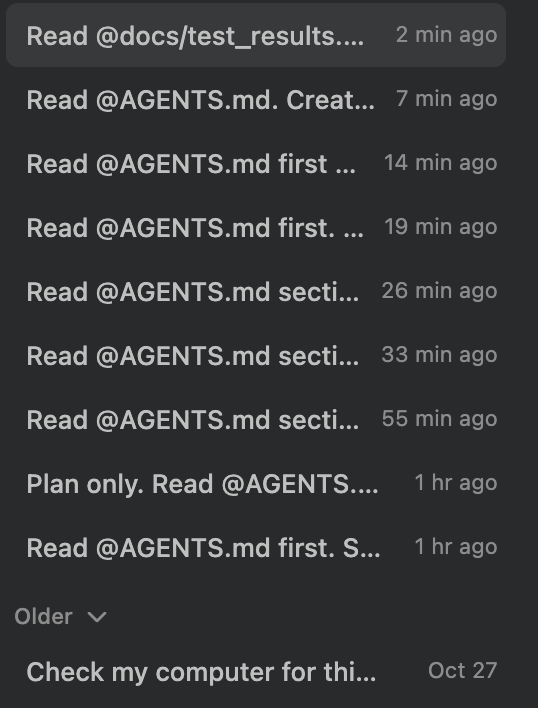 Read @docs/test_results.... 2 min ago
Read @AGENTS.md. Creat... 7 min ago
Read @AGENTS.md first ... 14 min ago
Read @AGENTS.md first. ... 19 min ago
Read @AGENTS.md secti... 26 min ago
Read @AGENTS.md secti... 33 min ago
Read @AGENTS.md secti... 55 min ago
Plan only. Read @AGENTS.... 1 hr ago
Read @AGENTS.md first. S... 1 hr ago
Older
Check my computer for thi... Oct 27